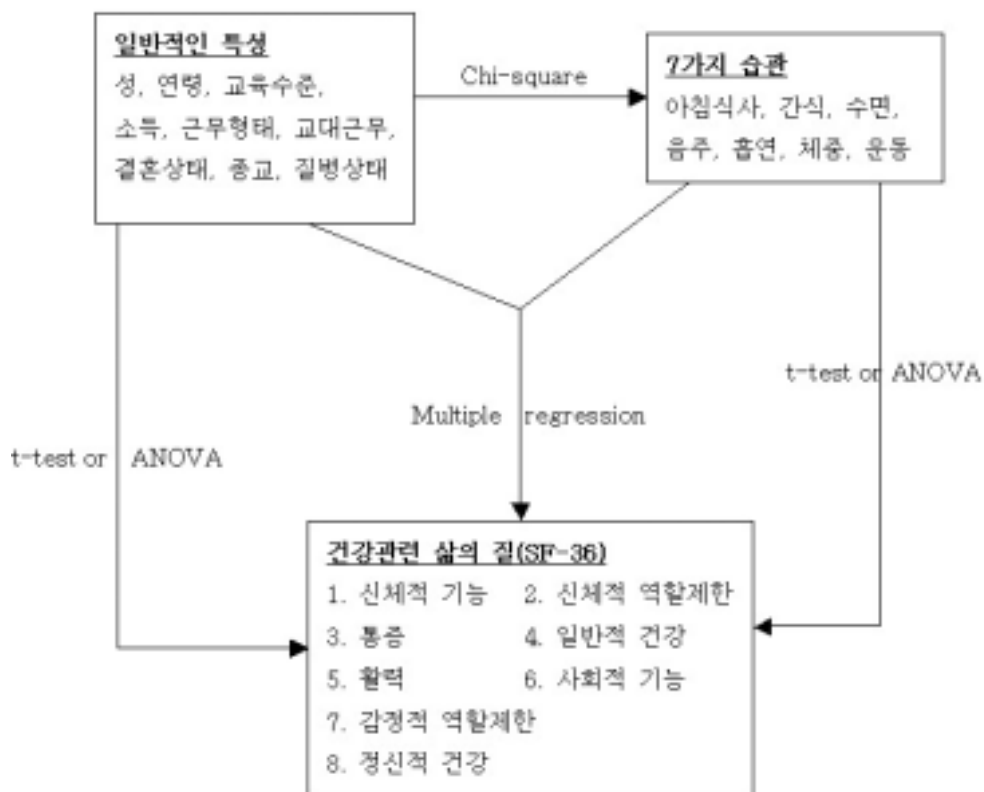 일반적인 특성
성, 연령, 교육수준,
소득, 근무형태, 교대근무,
결혼상태, 종교, 질병상태
Chi-square
7가지 습관
아침식사, 간식, 수면,
음주, 흡연, 체중, 운동
t-test or ANOVA
Multiple regression
t-test or ANOVA
건강관련 삶의 질(SF-36)
1. 신체적 기능 2. 신체적 역할제한
3. 통증 4. 일반적 건강
5. 활력 6. 사회적 기능
7. 감정적 역할제한
8. 정신적 건강